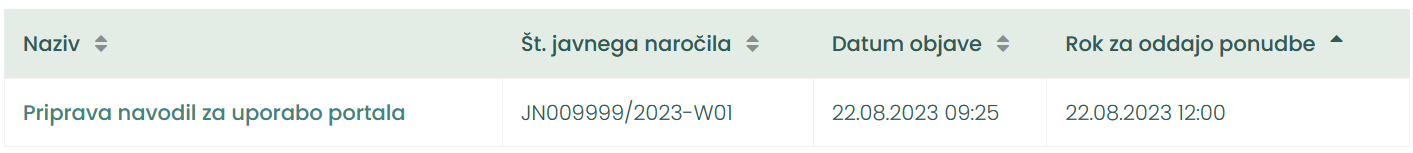 Naziv Št. javnega naročila Datum objave Rok za oddajo ponudbe
Priprava navodil za uporabo portala JN009999/2023-W01 22.08.2023 09:25 22.08.2023 12:00